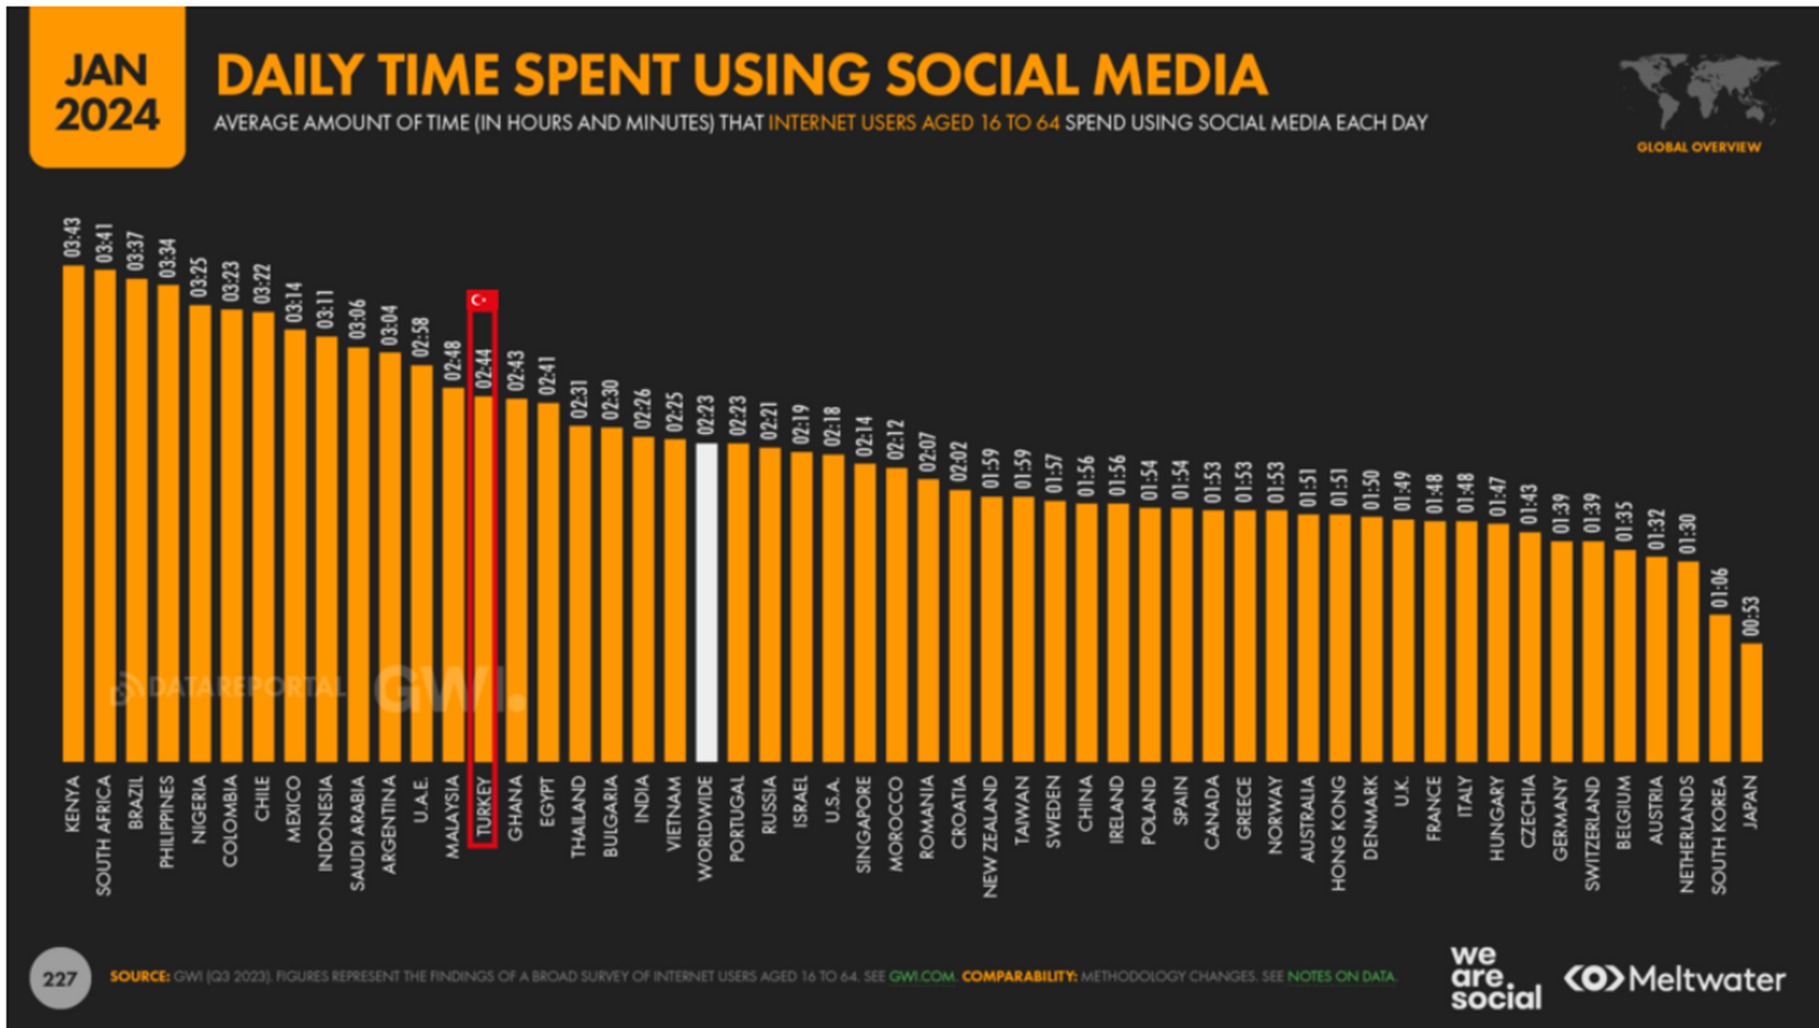 JAN
2024
DAILY TIME SPENT USING SOCIAL MEDIA
AVERAGE AMOUNT OF TIME (IN HOURS AND MINUTES) THAT INTERNET USERS AGED 16 TO 64 SPEND USING SOCIAL MEDIA EACH DAY
GLOBAL OVERVIEW
03:43
03:41
03:37
03:34
03:25
03:23
03:22
03:14
03:11
03:06
03:04
02:58
02:48
02:44
02:43
02:41
02:31
02:30
02:26
02:25
02:23
02:23
02:21
02:19
02:18
02:14
02:12
02:07
02:02
01:59
01:59
01:57
01:56
01:56
01:54
01:54
01:53
01:53
01:53
01:51
01:51
01:50
01:49
01:48
01:48
01:47
01:43
01:39
01:39
01:35
01:32
01:30
01:06
00:53
DATAREPORTAL
GWI.
KENYA
SOUTH AFRICA
BRAZIL
PHILIPPINES
NIGERIA
COLOMBIA
CHILE
MEXICO
INDONESIA
SAUDI ARABIA
ARGENTINA
U.A.E.
MALAYSIA
TURKEY
GHANA
EGYPT
THAILAND
BULGARIA
INDIA
VIETNAM
WORLDWIDE
PORTUGAL
RUSSIA
ISRAEL
U.S.A.
SINGAPORE
MOROCCO
ROMANIA
CROATIA
NEW ZEALAND
TAIWAN
SWEDEN
CHINA
IRELAND
POLAND
SPAIN
CANADA
GREECE
NORWAY
AUSTRALIA
HONG KONG
DENMARK
U.K.
FRANCE
ITALY
HUNGARY
CZECHIA
GERMANY
SWITZERLAND
BELGIUM
AUSTRIA
NETHERLANDS
SOUTH KOREA
JAPAN
227
SOURCE: GWI (Q3 2023). FIGURES REPRESENT THE FINDINGS OF A BROAD SURVEY OF INTERNET USERS AGED 16 TO 64. SEE GWI.COM. COMPARABILITY: METHODOLOGY CHANGES. SEE NOTES ON DATA.
we
are.
social
Meltwater